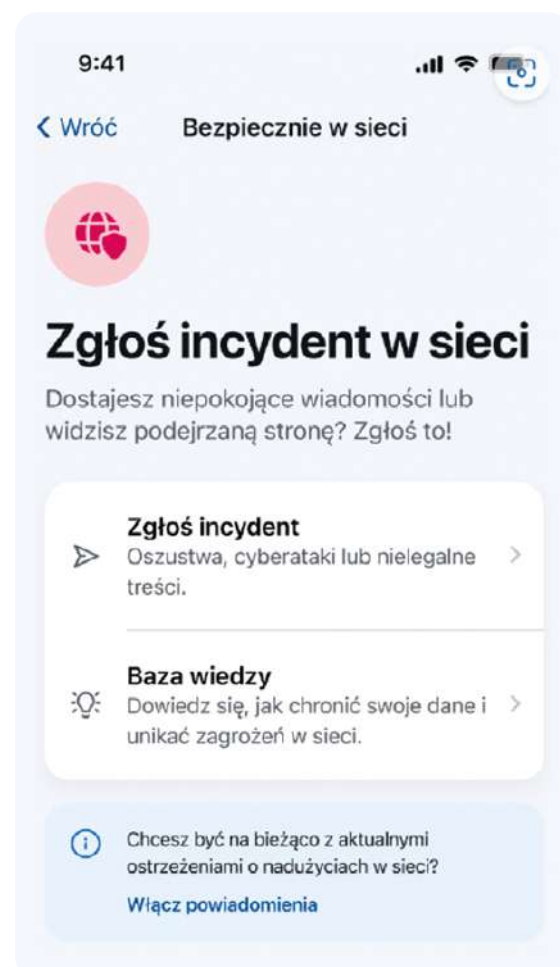 9:41
Wróć
Bezpiecznie w sieci
Zgłoś incydent w sieci
Dostajesz niepokojące wiadomości lub
widzisz podejrzaną stronę? Zgłoś to!
Zgłoś incydent
Oszustwa, cyberataki lub nielegalne
treści.
Baza wiedzy
Dowiedz się, jak chronić swoje dane i
unikać zagrożeń w sieci.
Chcesz być na bieżąco z aktualnymi
ostrzeżeniami o nadużyciach w sieci?
Włącz powiadomienia